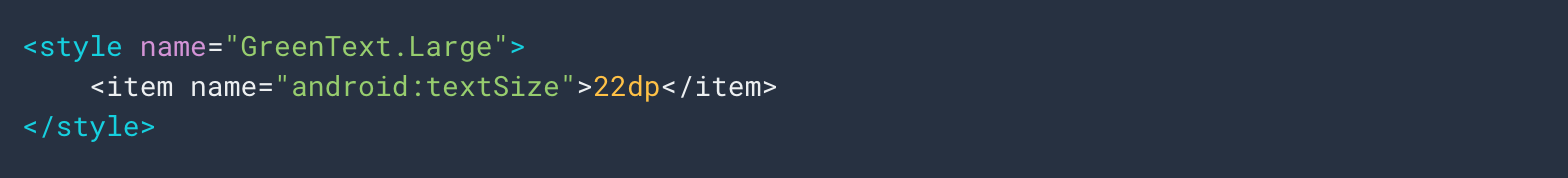 <style name="GreenText.Large">
    <item name="android:textSize">22dp</item>
</style>